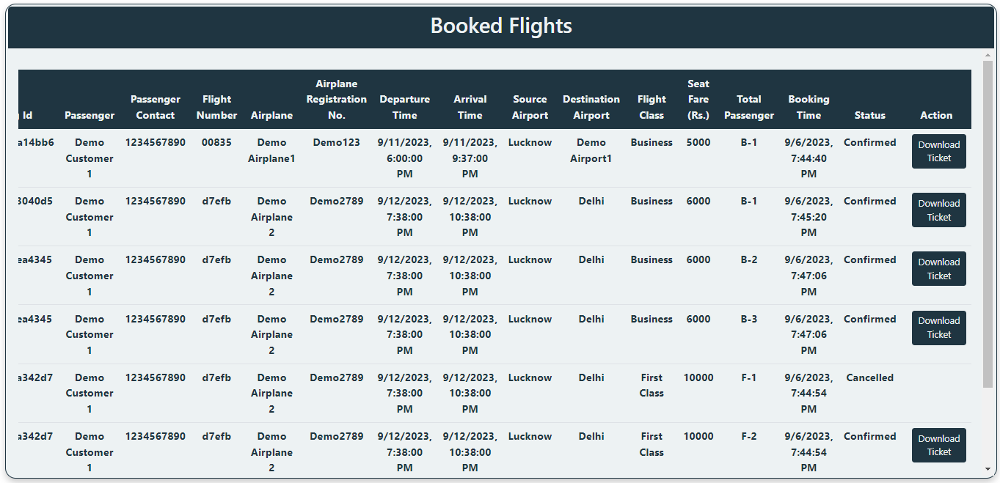 Booked Flights
Airplane Seat
Passenger Flight Registration Departure Arrival Source Destination Flight Fare Total Booking
Id Passenger Contact Number Airplane No. Time Time Airport Airport Class (Rs.) Passenger Time Status Action
a14bb6 Demo 1234567890 00835 Demo Demo123 9/11/2023, 9/11/2023, Lucknow Demo Business 5000 B-1 9/6/2023, Confirmed Download
Customer Airplane1 6:00:00 9:37:00 Airport1 7:44:40 Ticket
1 PM PM PM
3040d5 Demo 1234567890 d7efb Demo Demo2789 9/12/2023, 9/12/2023, Lucknow Delhi Business 6000 B-1 9/6/2023, Confirmed Download
Customer Airplane 7:38:00 10:38:00 7:45:20 Ticket
1 2 PM PM PM
ea4345 Demo 1234567890 d7efb Demo Demo2789 9/12/2023, 9/12/2023, Lucknow Delhi Business 6000 B-2 9/6/2023, Confirmed Download
Customer Airplane 7:38:00 10:38:00 7:47:06 Ticket
1 2 PM PM PM
ea4345 Demo 1234567890 d7efb Demo Demo2789 9/12/2023, 9/12/2023, Lucknow Delhi Business 6000 B-3 9/6/2023, Confirmed Download
Customer Airplane 7:38:00 10:38:00 7:47:06 Ticket
1 2 PM PM PM
a342d7 Demo 1234567890 d7efb Demo Demo2789 9/12/2023, 9/12/2023, Lucknow Delhi First 10000 F-1 9/6/2023, Cancelled
Customer Airplane 7:38:00 10:38:00 Class 7:44:54
1 2 PM PM PM
a342d7 Demo 1234567890 d7efb Demo Demo2789 9/12/2023, 9/12/2023, Lucknow Delhi First 10000 F-2 9/6/2023, Confirmed Download
Customer Airplane 7:38:00 10:38:00 Class 7:44:54 Ticket
1 2 PM PM PM